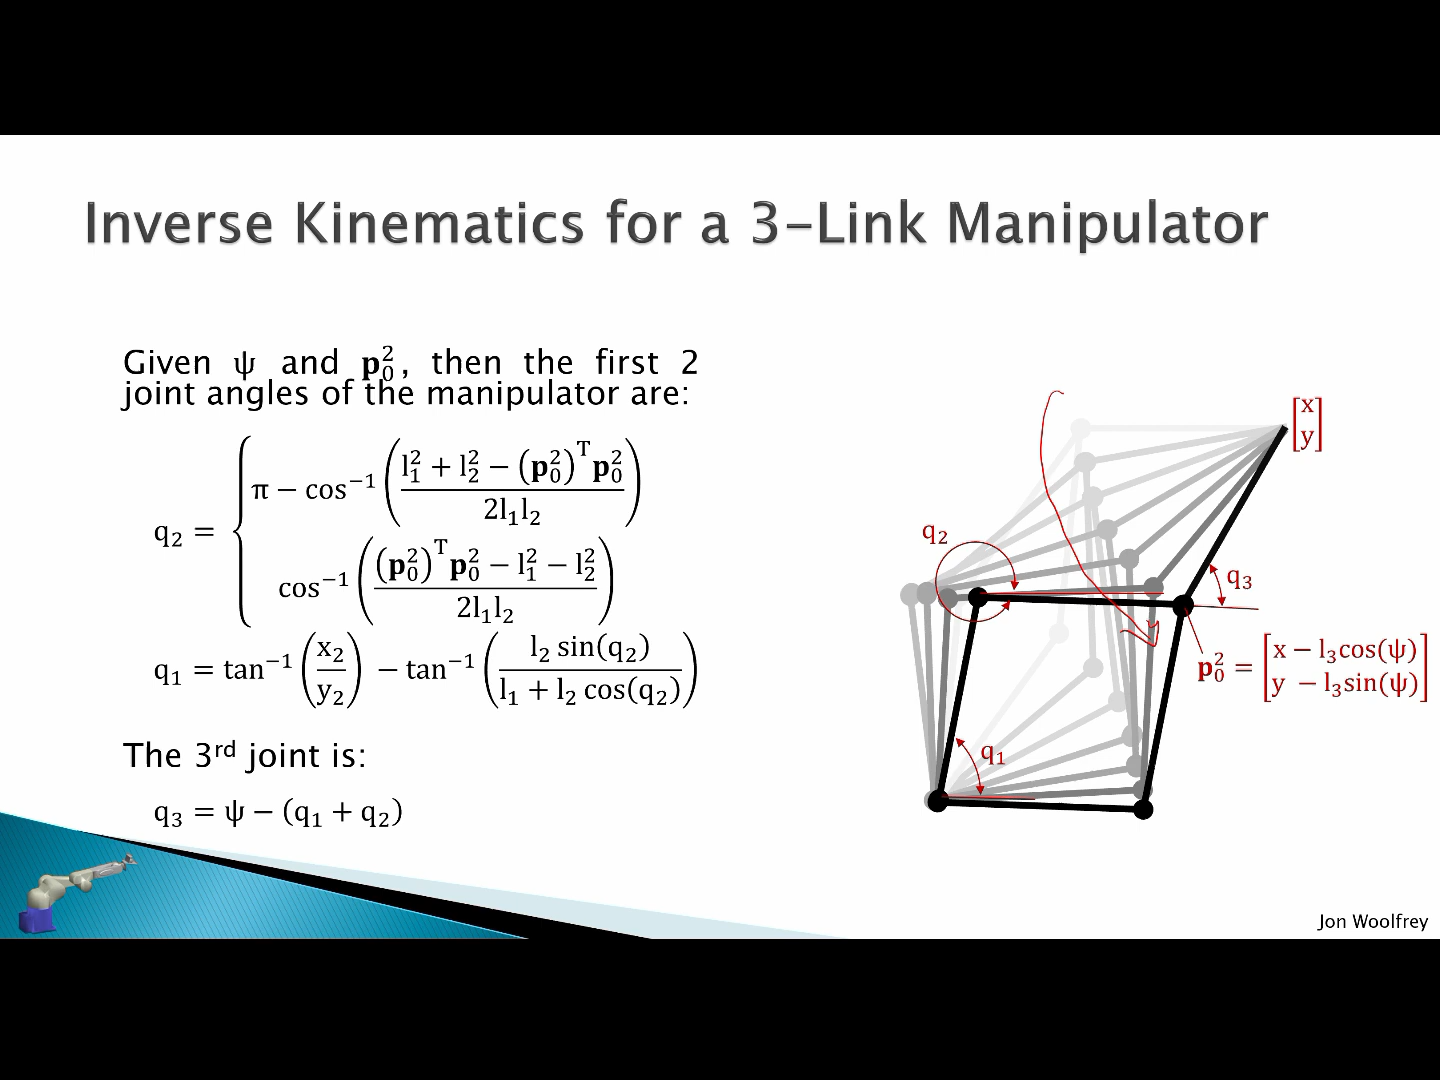 Inverse Kinematics for a 3-Link Manipulator
Given ψ and p₀², then the first 2
joint angles of the manipulator are:
q₂ = { π − cos⁻¹( (l₁² + l₂² − (p₀²)ᵀp₀²) / (2l₁l₂) )
cos⁻¹( ((p₀²)ᵀp₀² − l₁² − l₂²) / (2l₁l₂) )
q₁ = tan⁻¹( x₂ / y₂ ) − tan⁻¹( l₂ sin(q₂) / (l₁ + l₂ cos(q₂)) )
The 3rd joint is:
q₃ = ψ − (q₁ + q₂)
[x
y]
q₂
q₃
p₀² = [x − l₃cos(ψ)
y − l₃sin(ψ)]
q₁
Jon Woolfrey